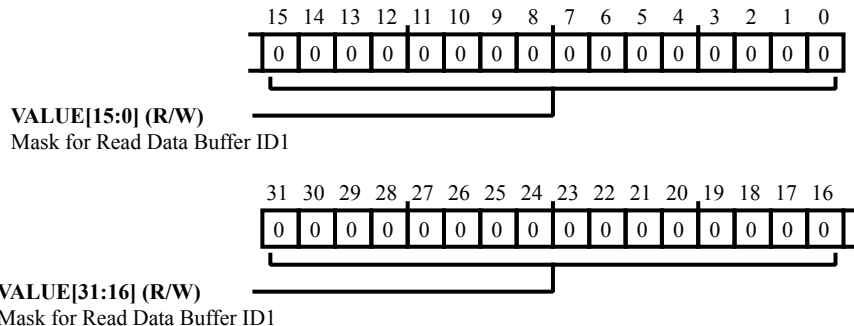 15 14 13 12 11 10 9 8 7 6 5 4 3 2 1 0
0 0 0 0 0 0 0 0 0 0 0 0 0 0 0 0
VALUE[15:0] (R/W)
Mask for Read Data Buffer ID1
31 30 29 28 27 26 25 24 23 22 21 20 19 18 17 16
0 0 0 0 0 0 0 0 0 0 0 0 0 0 0 0
VALUE[31:16] (R/W)
Mask for Read Data Buffer ID1